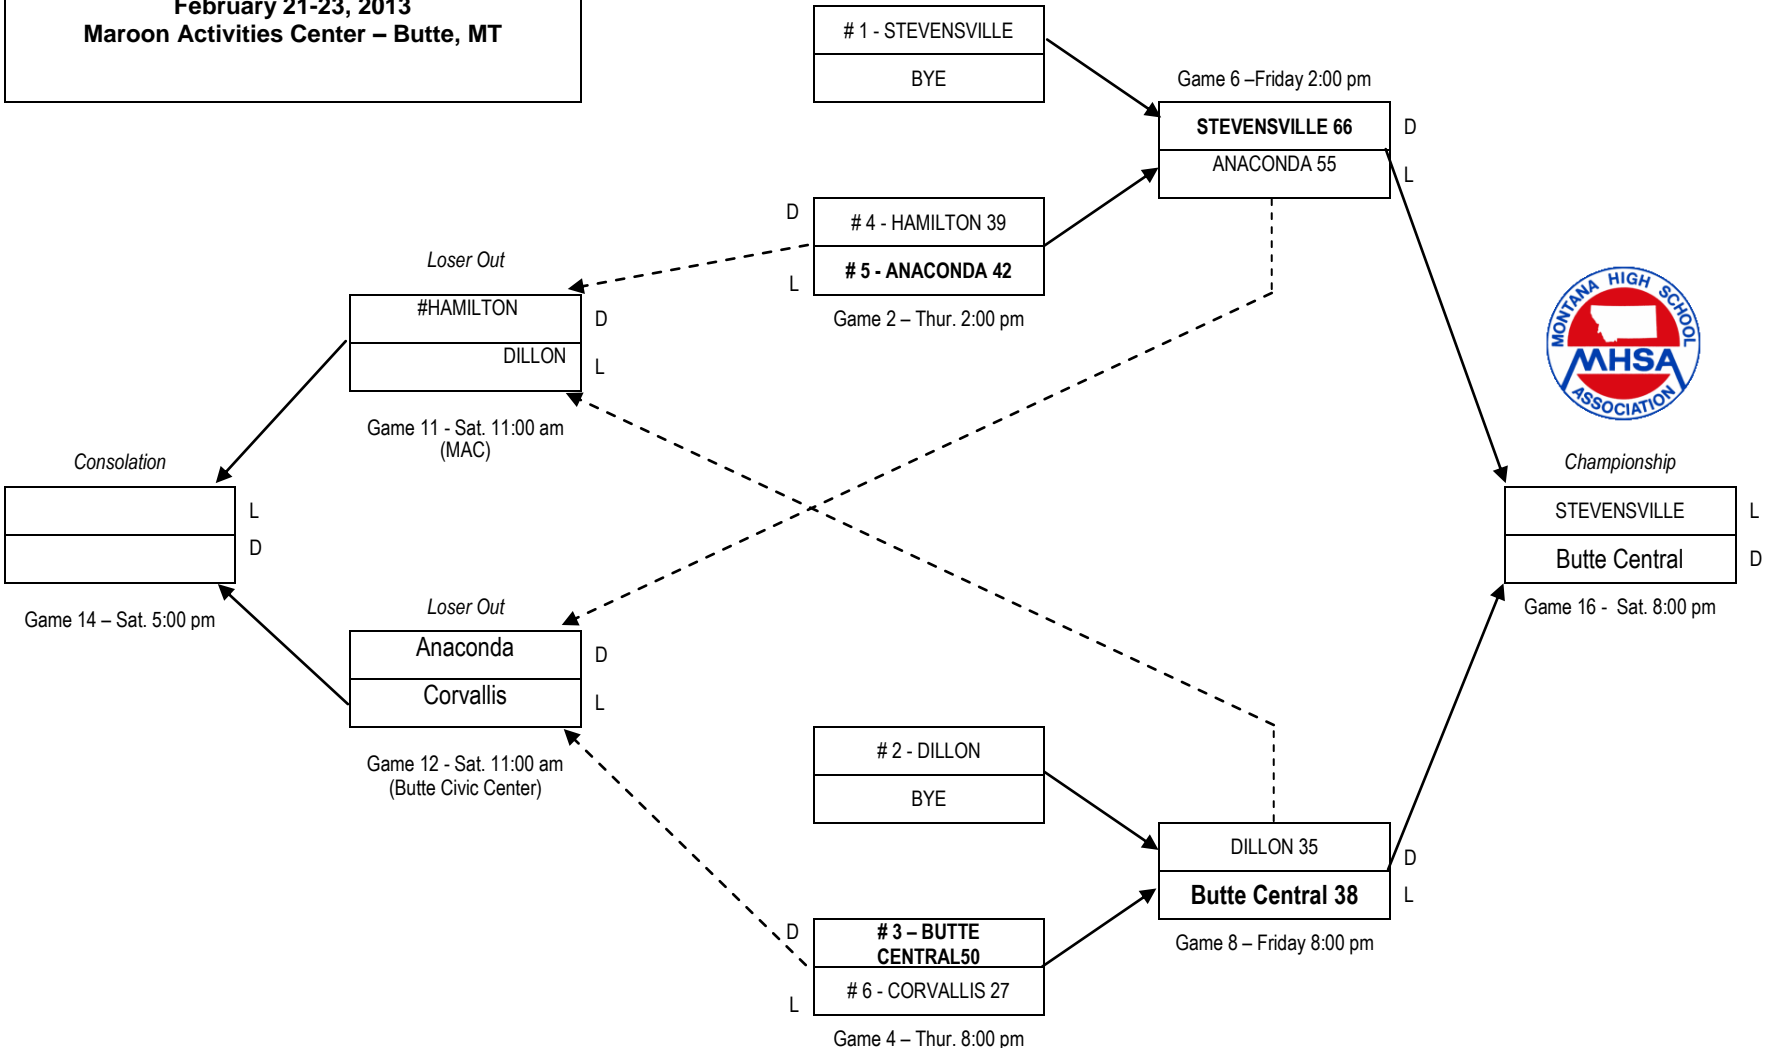 February 21-23, 2013
Maroon Activities Center – Butte, MT
# 1 - STEVENSVILLE
BYE
Game 6 –Friday 2:00 pm
STEVENSVILLE 66
D
ANACONDA 55
L
D
# 4 - HAMILTON 39
# 5 - ANACONDA 42
L
Game 2 – Thur. 2:00 pm
Loser Out
#HAMILTON
D
DILLON
L
Game 11 - Sat. 11:00 am
(MAC)
MONTANA HIGH SCHOOL
MHSA
ASSOCIATION
Consolation
L
D
Game 14 – Sat. 5:00 pm
Championship
STEVENSVILLE
L
Butte Central
D
Game 16 - Sat. 8:00 pm
Loser Out
Anaconda
D
Corvallis
L
Game 12 - Sat. 11:00 am
(Butte Civic Center)
# 2 - DILLON
BYE
DILLON 35
D
Butte Central 38
L
Game 8 – Friday 8:00 pm
D
# 3 – BUTTE
CENTRAL50
# 6 - CORVALLIS 27
L
Game 4 – Thur. 8:00 pm